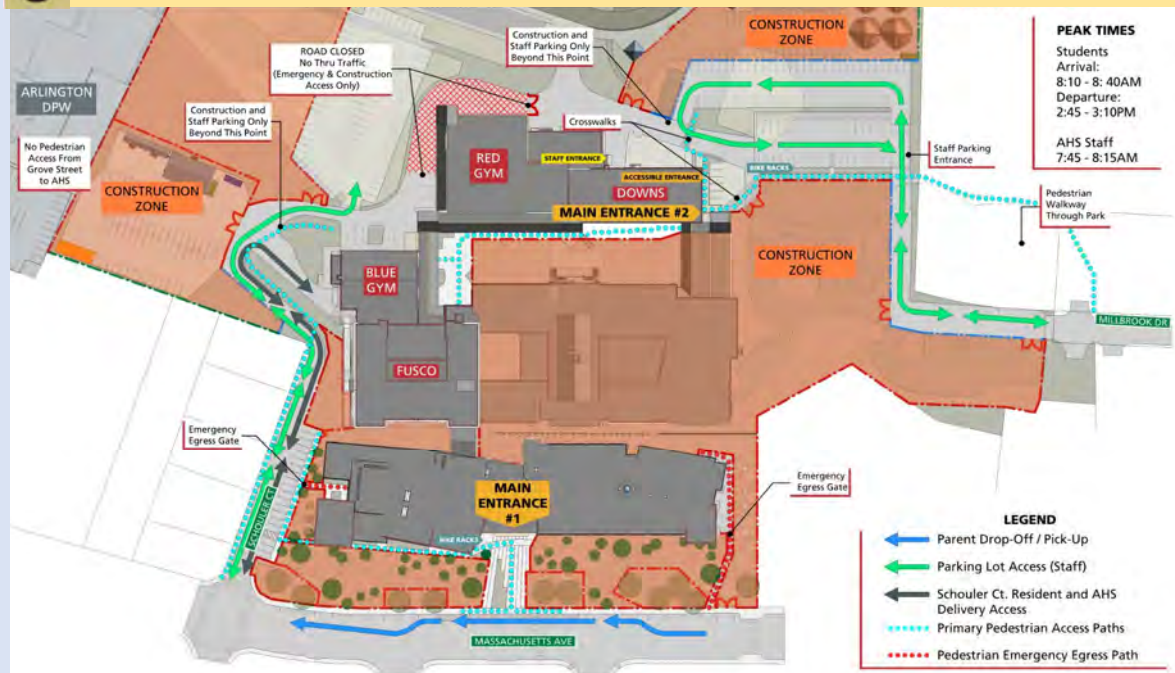 ARLINGTON
DPW
No Pedestrian
Access From
Grove Street
to AHS
CONSTRUCTION
ZONE
Construction and
Staff Parking Only
Beyond This Point
ROAD CLOSED
No Thru Traffic
(Emergency & Construction
Access Only)
Construction and
Staff Parking Only
Beyond This Point
CONSTRUCTION
ZONE
PEAK TIMES
Students
Arrival:
8:10 - 8: 40AM
Departure:
2:45 - 3:10PM
AHS Staff
7:45 - 8:15AM
Crosswalks
RED
GYM
STAFF ENTRANCE
ACCESSIBLE ENTRANCE
DOWNS
MAIN ENTRANCE #2
BIKE RACKS
Staff Parking
Entrance
Pedestrian
Walkway
Through Park
CONSTRUCTION
ZONE
MILLBROOK DR
BLUE
GYM
FUSCO
Emergency
Egress Gate
SCHOULER CT
MAIN
ENTRANCE
#1
BIKE RACKS
Emergency
Egress Gate
MASSACHUSETTS AVE
LEGEND
Parent Drop-Off / Pick-Up
Parking Lot Access (Staff)
Schouler Ct. Resident and AHS
Delivery Access
Primary Pedestrian Access Paths
Pedestrian Emergency Egress Path